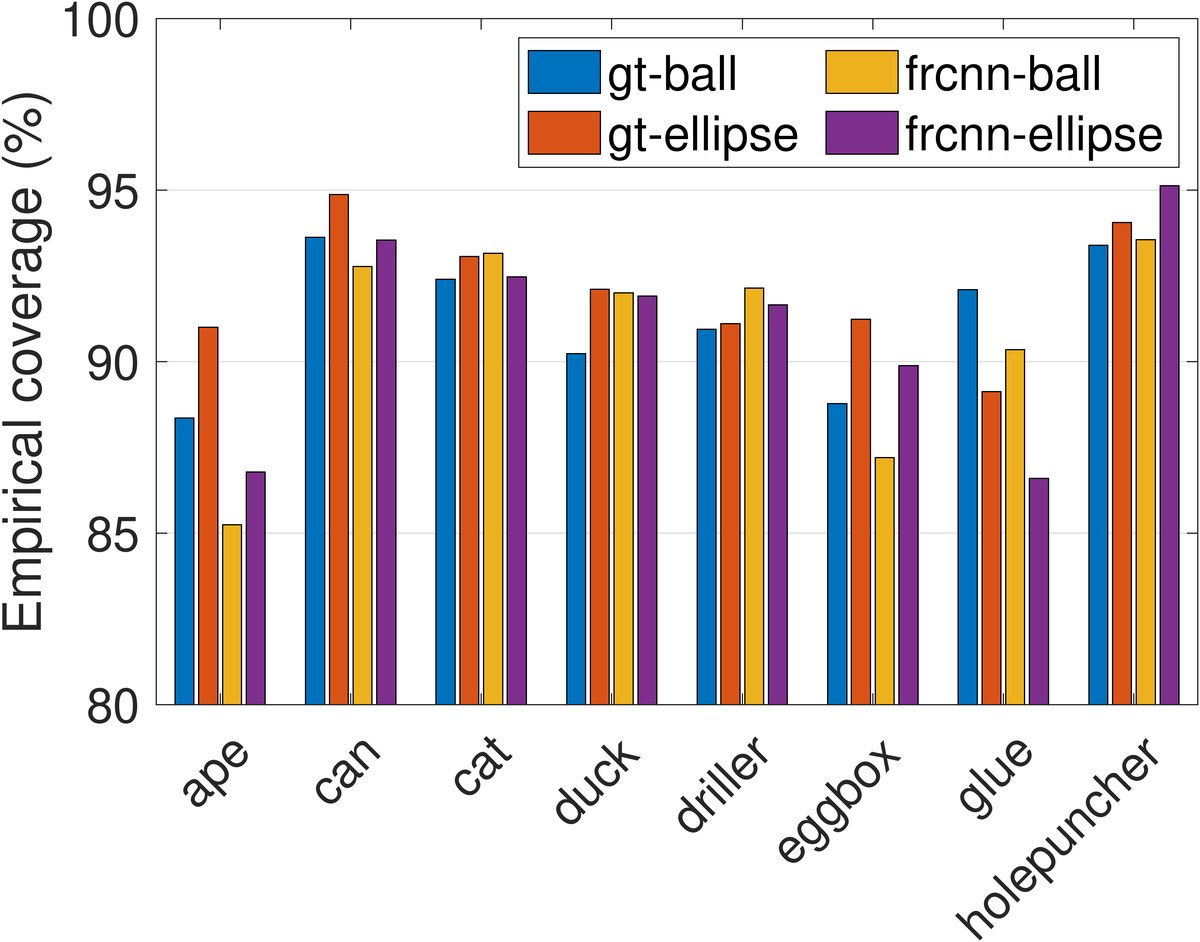 Empirical coverage (%)
100
95
90
85
80
gt-ball
frcnn-ball
gt-ellipse
frcnn-ellipse
ape
can
cat
duck
driller
eggbox
glue
holepuncher